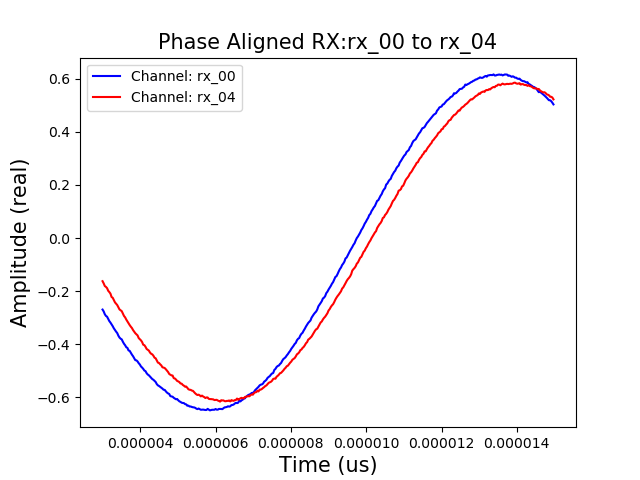 Phase Aligned RX:rx_00 to rx_04
Channel: rx_00
Channel: rx_04
Amplitude (real)
0.6
0.4
0.2
0.0
−0.2
−0.4
−0.6
0.000004 0.000006 0.000008 0.000010 0.000012 0.000014
Time (us)